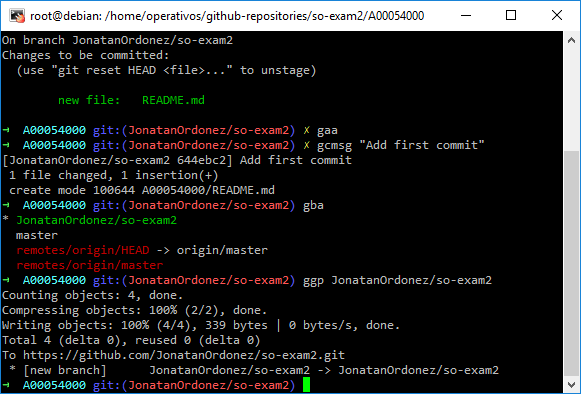 root@debian: /home/operativos/github-repositories/so-exam2/A00054000
On branch JonatanOrdonez/so-exam2
Changes to be committed:
  (use "git reset HEAD <file>..." to unstage)
        new file:   README.md
→  A00054000 git:(JonatanOrdonez/so-exam2) ✗ gaa
→  A00054000 git:(JonatanOrdonez/so-exam2) ✗ gcmsg "Add first commit"
[JonatanOrdonez/so-exam2 644ebc2] Add first commit
 1 file changed, 1 insertion(+)
 create mode 100644 A00054000/README.md
→  A00054000 git:(JonatanOrdonez/so-exam2) gba
* JonatanOrdonez/so-exam2
  master
  remotes/origin/HEAD -> origin/master
  remotes/origin/master
→  A00054000 git:(JonatanOrdonez/so-exam2) ggp JonatanOrdonez/so-exam2
Counting objects: 4, done.
Compressing objects: 100% (2/2), done.
Writing objects: 100% (4/4), 339 bytes | 0 bytes/s, done.
Total 4 (delta 0), reused 0 (delta 0)
To https://github.com/JonatanOrdonez/so-exam2.git
 * [new branch]      JonatanOrdonez/so-exam2 -> JonatanOrdonez/so-exam2
→  A00054000 git:(JonatanOrdonez/so-exam2)